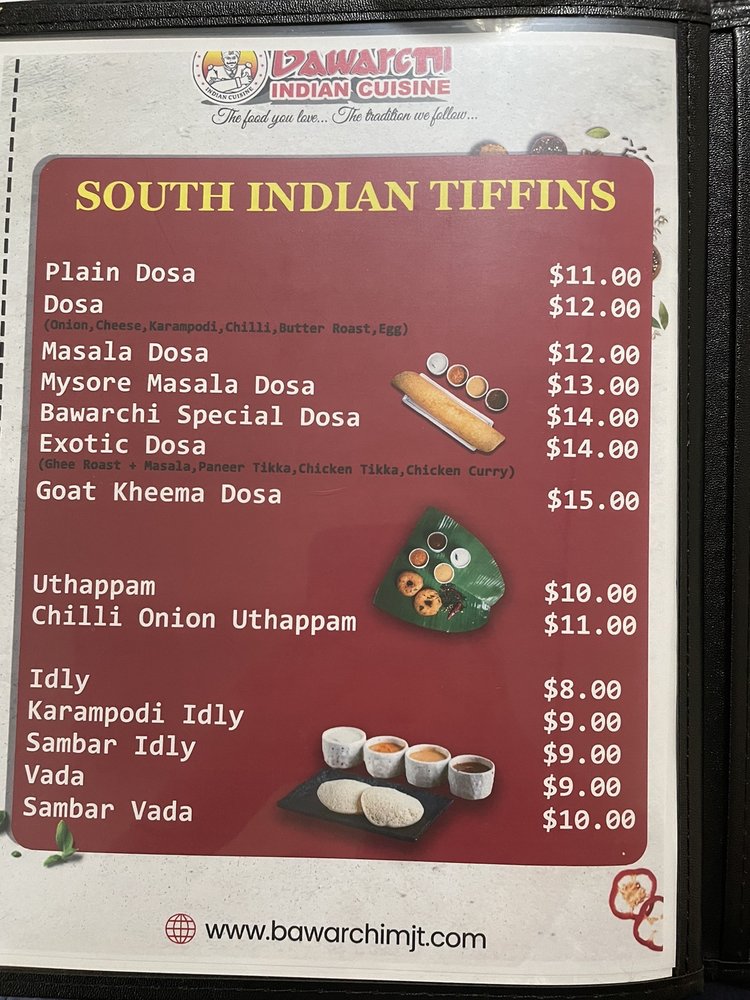 Bawarchi
INDIAN CUISINE
INDIAN CUISINE
The food you love... The tradition we follow...
SOUTH INDIAN TIFFINS
Plain Dosa $11.00
Dosa $12.00
(Onion,Cheese,Karampodi,Chilli,Butter Roast,Egg)
Masala Dosa $12.00
Mysore Masala Dosa $13.00
Bawarchi Special Dosa $14.00
Exotic Dosa $14.00
(Ghee Roast + Masala,Paneer Tikka,Chicken Tikka,Chicken Curry)
Goat Kheema Dosa $15.00
Uthappam $10.00
Chilli Onion Uthappam $11.00
Idly $8.00
Karampodi Idly $9.00
Sambar Idly $9.00
Vada $9.00
Sambar Vada $10.00
www.bawarchimjt.com